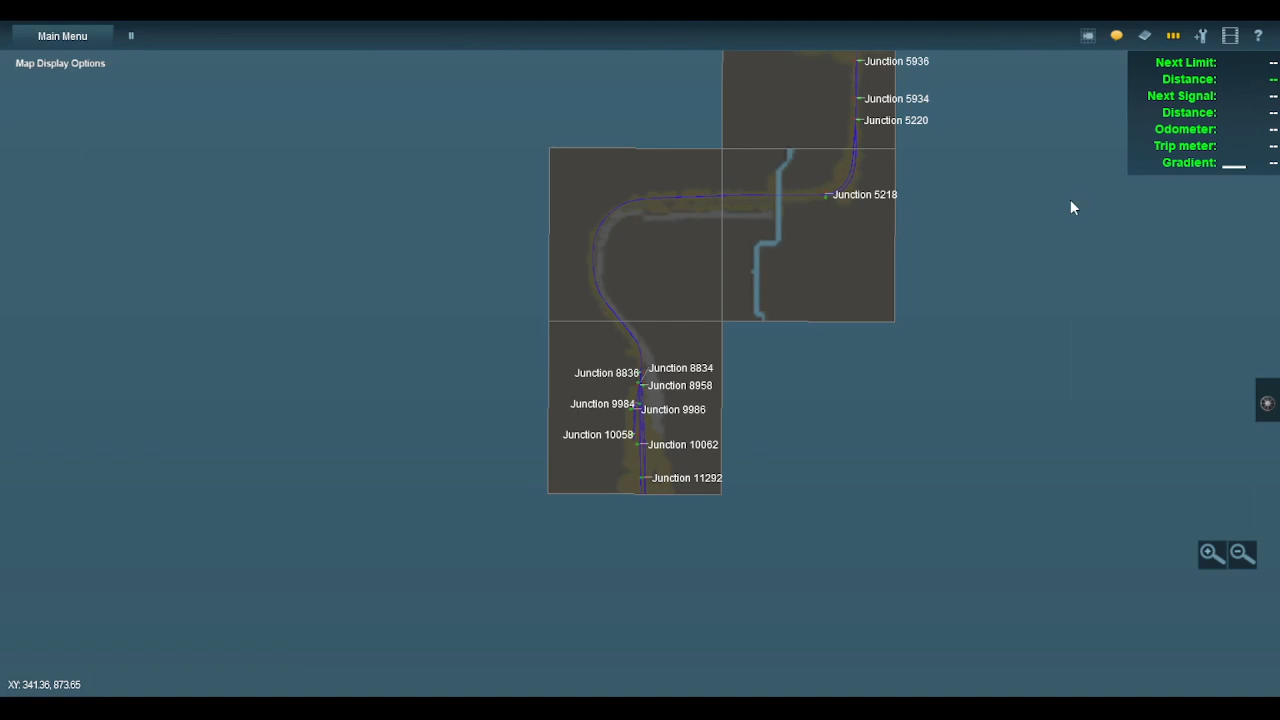 Main Menu
Map Display Options
Next Limit: --
Distance: --
Next Signal: --
Distance: --
Odometer: --
Trip meter: --
Gradient: --
Junction 5936
Junction 5934
Junction 5220
Junction 5218
Junction 8834
Junction 8836
Junction 8958
Junction 9984
Junction 9986
Junction 10058
Junction 10062
Junction 11292
XY: 341.36, 873.65